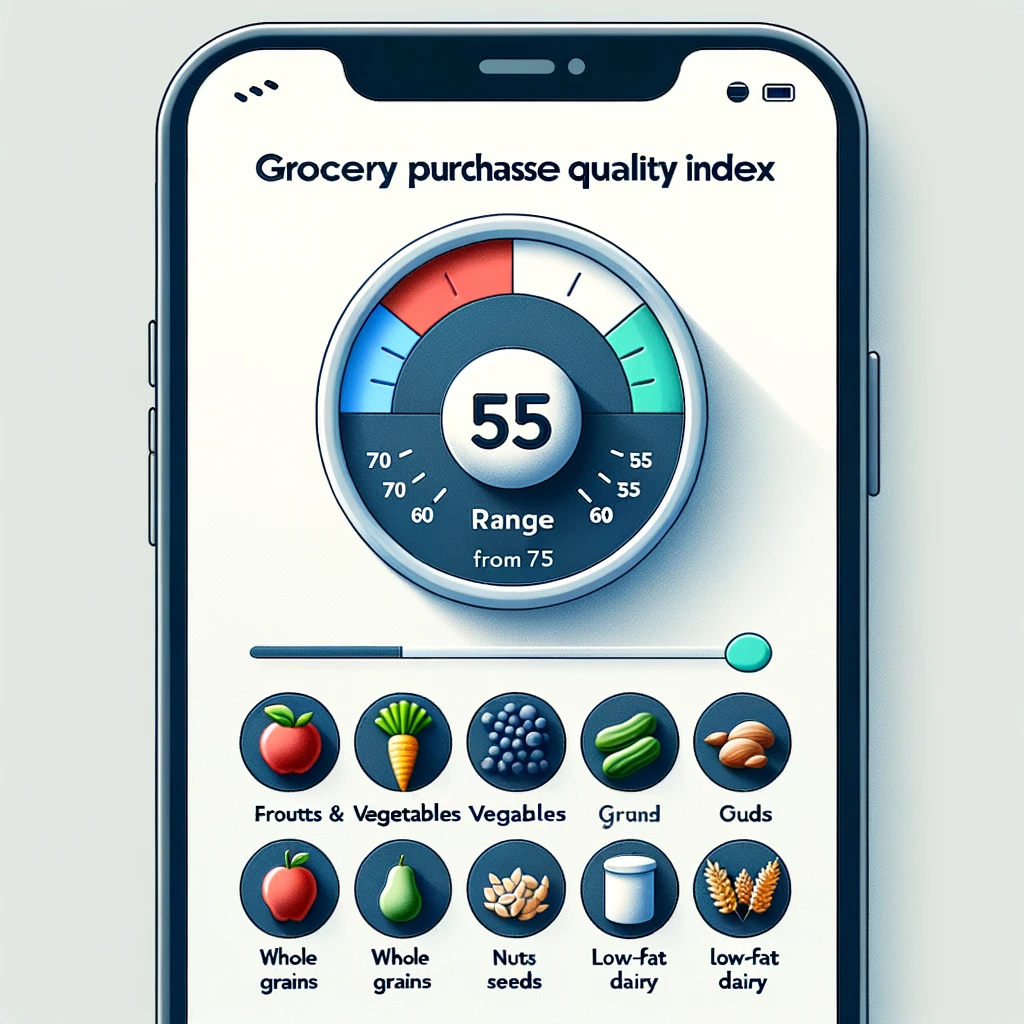 Grocery purchasse quality index
55
70 55
70 55
60 Range 60
from 75
Froutts & Vegetables Vegables Grund Guds
Whole Whole Nuts Low-fat low-fat
grains grains seeds dairy dairy